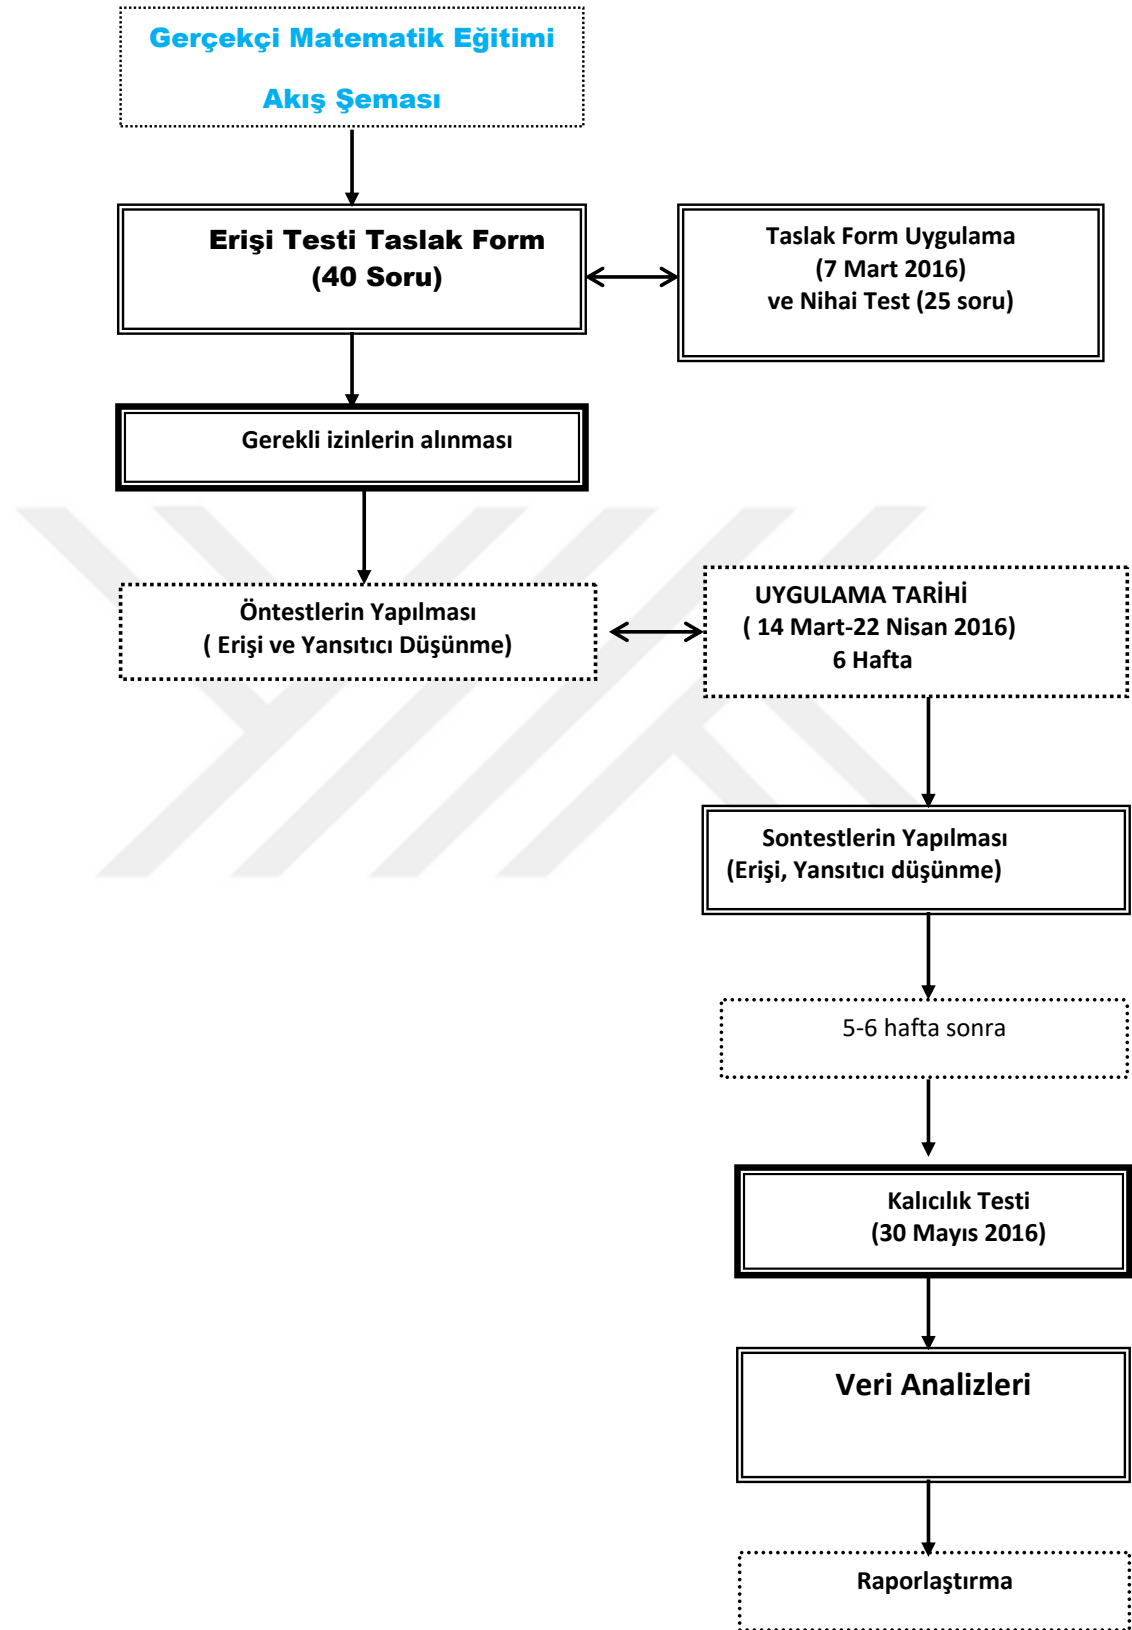 Gerçekçi Matematik Eğitimi
Akış Şeması
Erişi Testi Taslak Form
(40 Soru)
Taslak Form Uygulama
(7 Mart 2016)
ve Nihai Test (25 soru)
Gerekli izinlerin alınması
Öntestlerin Yapılması
( Erişi ve Yansıtıcı Düşünme)
UYGULAMA TARİHİ
( 14 Mart-22 Nisan 2016)
6 Hafta
Sontestlerin Yapılması
(Erişi, Yansıtıcı düşünme)
5-6 hafta sonra
Kalıcılık Testi
(30 Mayıs 2016)
Veri Analizleri
Raporlaştırma